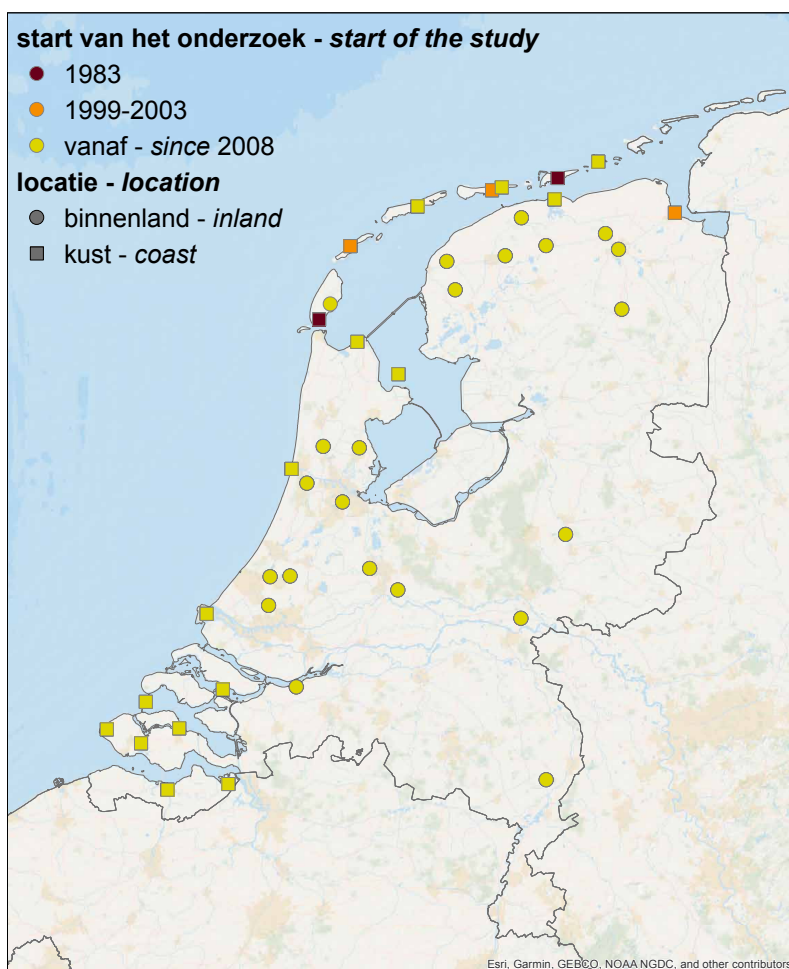 start van het onderzoek - start of the study
1983
1999-2003
vanaf - since 2008
locatie - location
binnenland - inland
kust - coast
Esri, Garmin, GEBCO, NOAA NGDC, and other contributors